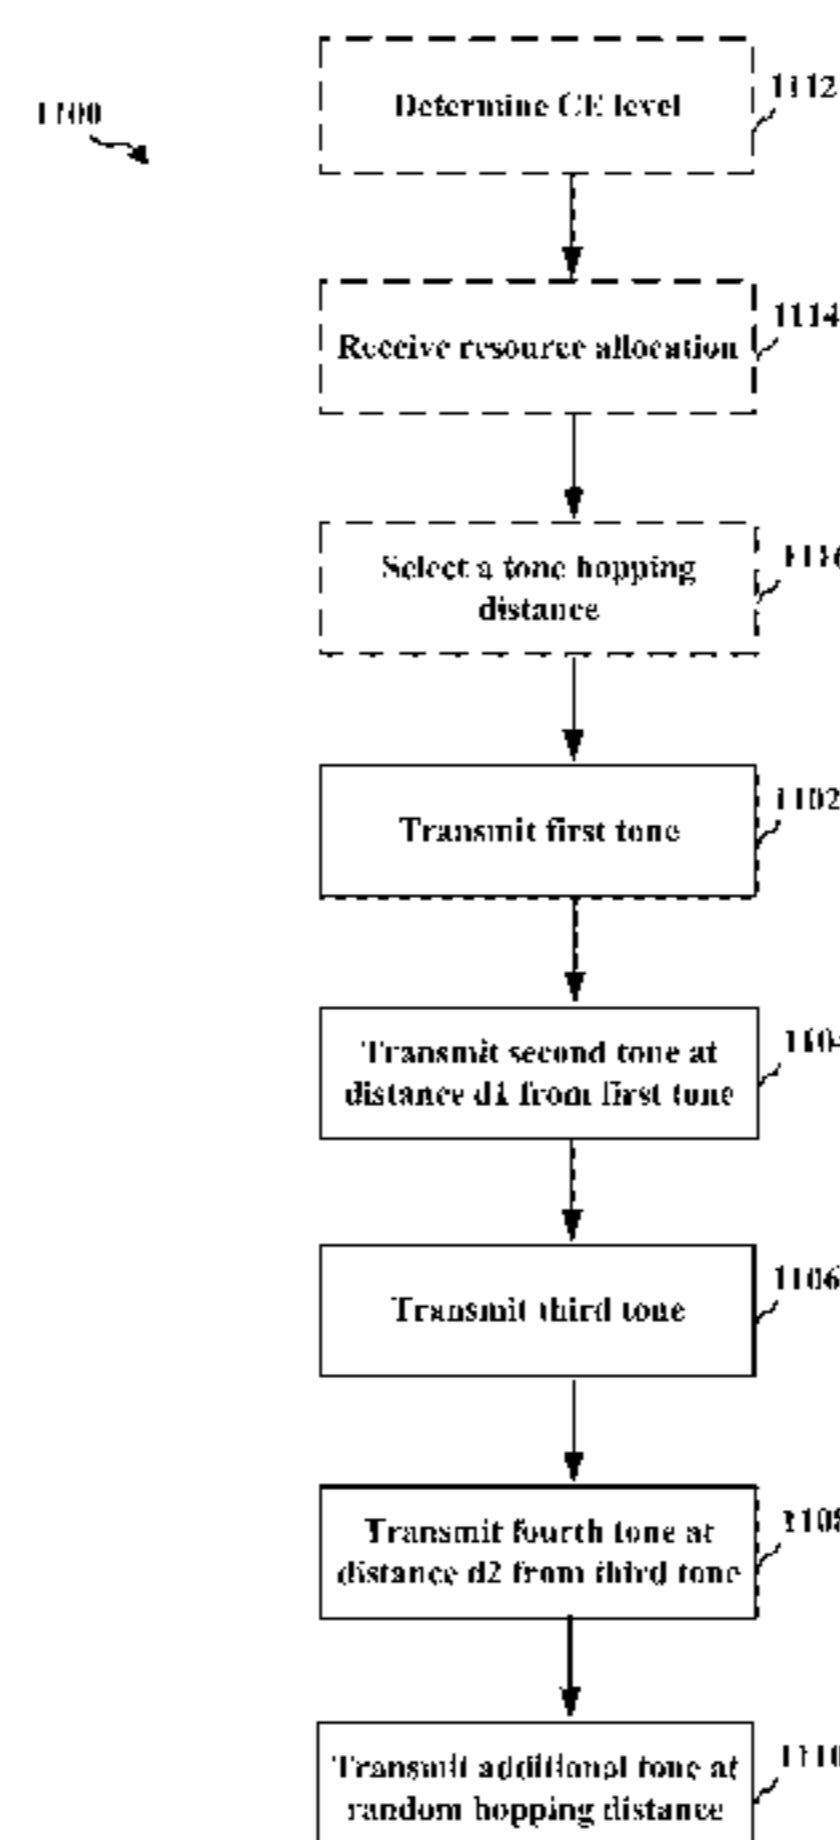 1100
Determine CE level
1112
Receive resource allocation
1114
Select a tone hopping
distance
Transmit first tone
1102
Transmit second tone at
distance d1 from first tone
Transmit third tone
1106
Transmit fourth tone at
distance d2 from third tone
Transmit additional tone at
random hopping distance
1110